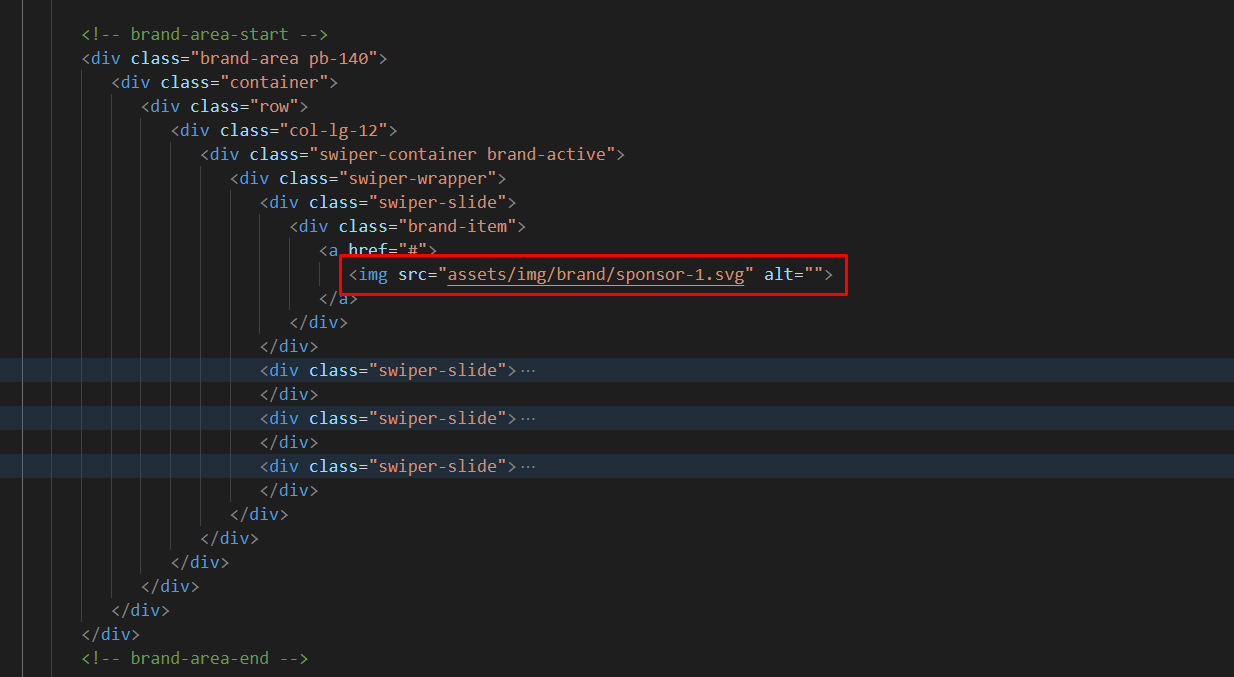 <!-- brand-area-start -->
<div class="brand-area pb-140">
<div class="container">
<div class="row">
<div class="col-lg-12">
<div class="swiper-container brand-active">
<div class="swiper-wrapper">
<div class="swiper-slide">
<div class="brand-item">
<a href="#">
<img src="assets/img/brand/sponsor-1.svg" alt="">
</a>
</div>
</div>
<div class="swiper-slide">···
</div>
<div class="swiper-slide">···
</div>
<div class="swiper-slide">···
</div>
</div>
</div>
</div>
</div>
</div>
</div>
<!-- brand-area-end -->